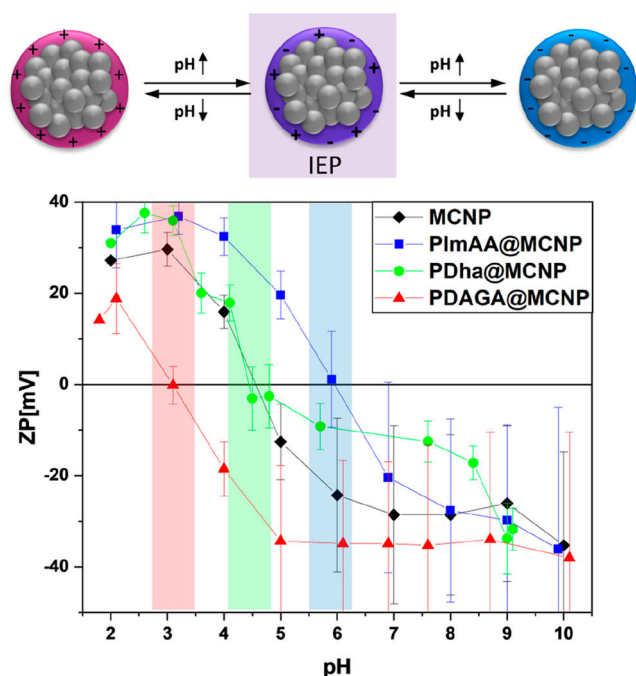 pH ↑
pH ↓
pH ↑
pH ↓
IEP
MCNP
PImAA@MCNP
PDha@MCNP
PDAGA@MCNP
40
20
0
-20
-40
ZP[mV]
2 3 4 5 6 7 8 9 10
pH